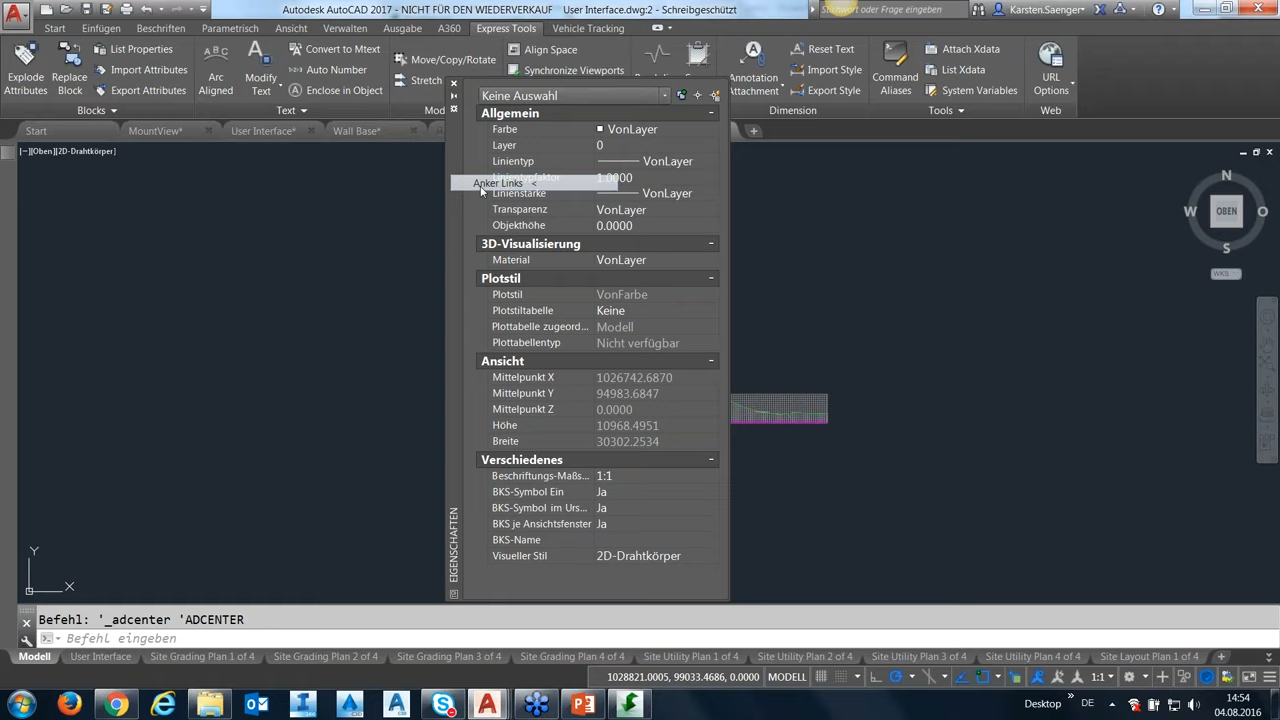 Autodesk AutoCAD 2017 - NICHT FÜR DEN WIEDERVERKAUF User Interface.dwg:2 - Schreibgeschützt
Stichwort oder Frage eingeben
Karsten.Saenger
Start Einfügen Beschriften Parametrisch Ansicht Verwalten Ausgabe A360 Express Tools Vehicle Tracking
List Properties
Import Attributes
Export Attributes
Explode Attributes
Replace Block
Blocks
Arc Aligned
Modify Text
Convert to Mtext
Auto Number
Enclose in Object
Text
Move/Copy/Rotate
Stretch
Align Space
Synchronize Viewports
Annotation Attachment
Reset Text
Import Style
Export Style
Dimension
Command Aliases
Attach Xdata
List Xdata
System Variables
Tools
URL Options
Web
Start MountView* User Interface* Wall Base*
[−][Oben][2D-Drahtkörper]
Keine Auswahl
Allgemein
Farbe VonLayer
Layer 0
Linientyp VonLayer
Linientypfaktor 1.0000
Anker Links <
Linienstärke VonLayer
Transparenz VonLayer
Objekthöhe 0.0000
3D-Visualisierung
Material VonLayer
Plotstil
Plotstil VonFarbe
Plotstiltabelle Keine
Plottabelle zugeord... Modell
Plottabellentyp Nicht verfügbar
Ansicht
Mittelpunkt X 1026742.6870
Mittelpunkt Y 94983.6847
Mittelpunkt Z 0.0000
Höhe 10968.4951
Breite 30302.2534
Verschiedenes
Beschriftungs-Maßs... 1:1
BKS-Symbol Ein Ja
BKS-Symbol im Urs... Ja
BKS je Ansichtsfenster Ja
BKS-Name
Visueller Stil 2D-Drahtkörper
EIGENSCHAFTEN
N
W OBEN O
S
WKS
Y
X
Befehl: '_adcenter 'ADCENTER
Befehl eingeben
Modell User Interface Site Grading Plan 1 of 4 Site Grading Plan 2 of 4 Site Grading Plan 3 of 4 Site Grading Plan 4 of 4 Site Utility Plan 1 of 4 Site Utility Plan 2 of 4 Site Utility Plan 3 of 4 Site Utility Plan 4 of 4 Site Layout Plan 1 of 4
1028821.0005, 99033.4686, 0.0000 MODELL 1:1
Desktop » DE 14:54
04.08.2016